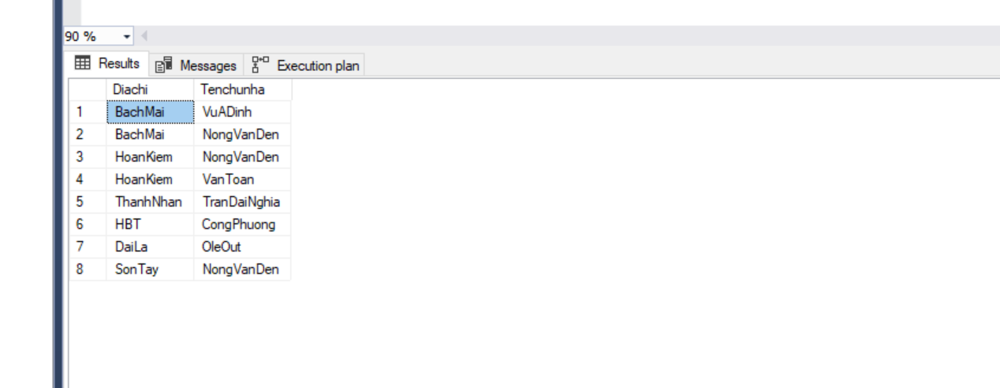 90 %
Results Messages Execution plan
Diachi Tenchunha
1 BachMai VuADinh
2 BachMai NongVanDen
3 HoanKiem NongVanDen
4 HoanKiem VanToan
5 ThanhNhan TranDaiNghia
6 HBT CongPhuong
7 DaiLa OleOut
8 SonTay NongVanDen